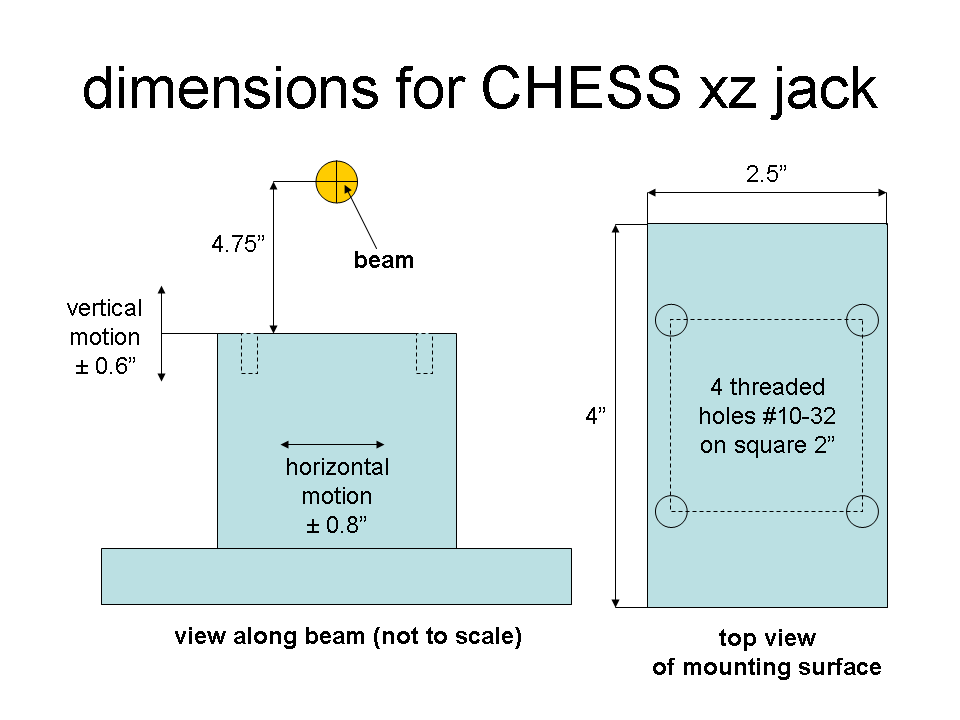 dimensions for CHESS xz jack
2.5”
4.75”
beam
vertical
motion
± 0.6”
4 threaded
holes #10-32
on square 2”
4”
horizontal
motion
± 0.8”
view along beam (not to scale)
top view
of mounting surface